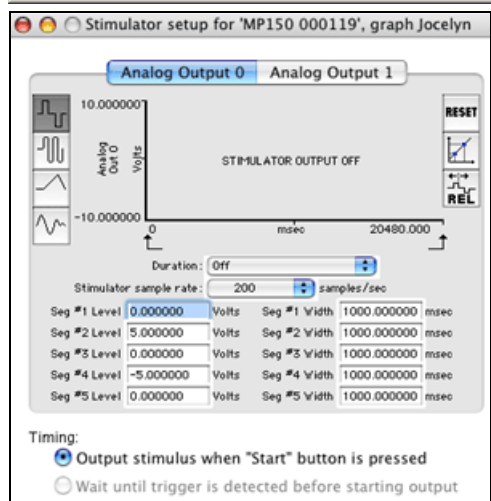 Stimulator setup for 'MP150 000119', graph Jocelyn
Analog Output 0 Analog Output 1
10.000000
Analog Out 0
Volts
-10.000000
STIMULATOR OUTPUT OFF
0 msec 20480.000
RESET
REL
Duration: Off
Stimulator sample rate: 200 samples/sec
Seg #1 Level 0.000000 Volts Seg #1 Width 1000.000000 msec
Seg #2 Level 5.000000 Volts Seg #2 Width 1000.000000 msec
Seg #3 Level 0.000000 Volts Seg #3 Width 1000.000000 msec
Seg #4 Level -5.000000 Volts Seg #4 Width 1000.000000 msec
Seg #5 Level 0.000000 Volts Seg #5 Width 1000.000000 msec
Timing:
Output stimulus when "Start" button is pressed
Wait until trigger is detected before starting output